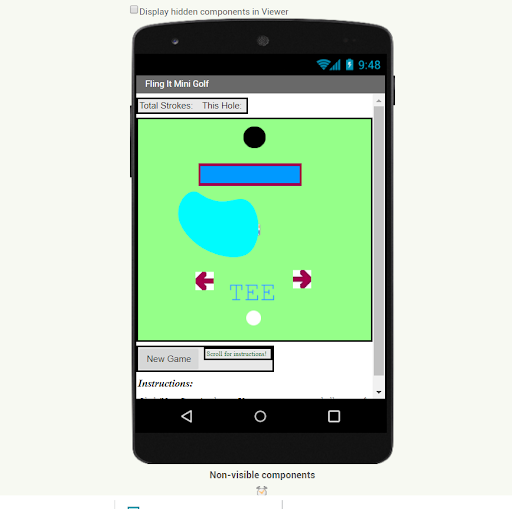 Display hidden components in Viewer
9:48
Fling It Mini Golf
Total Strokes: This Hole:
TEE
New Game
Scroll for instructions!
Instructions:
Non-visible components